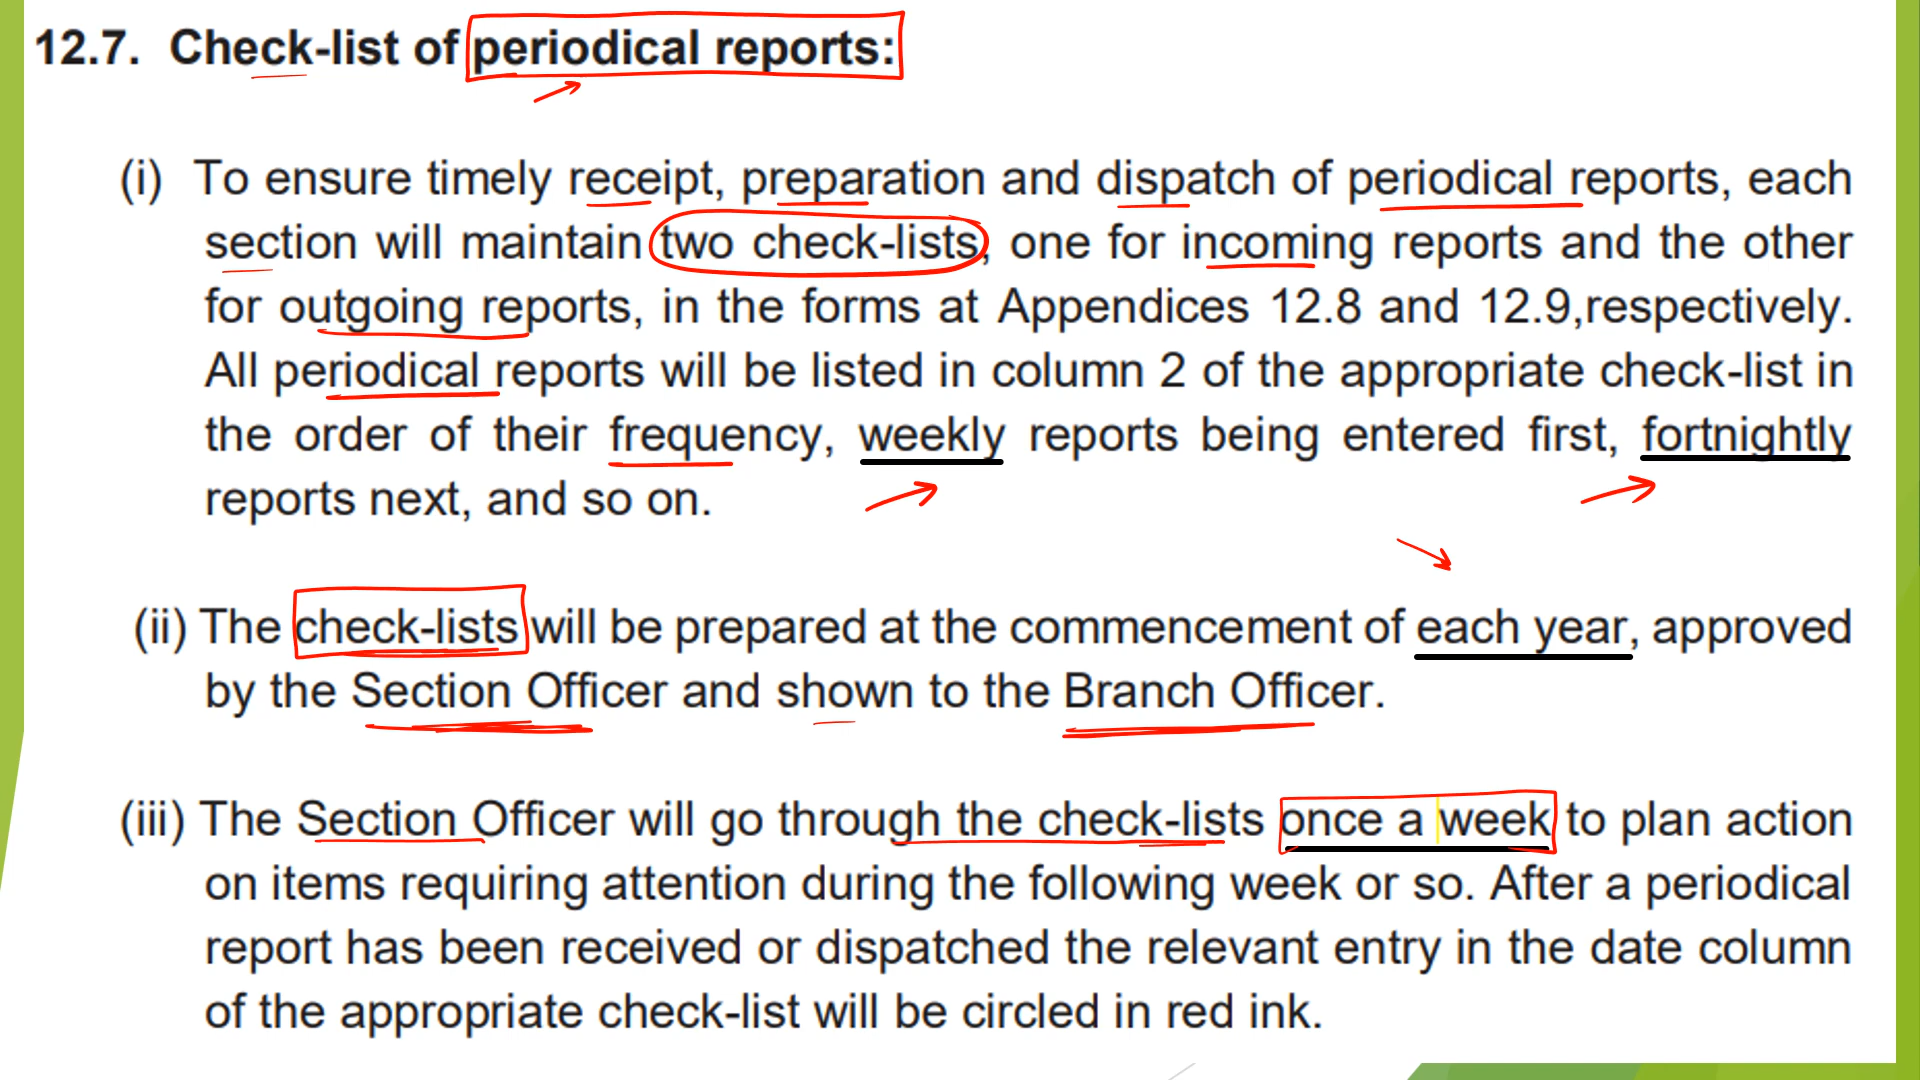 12.7. Check-list of periodical reports:
(i) To ensure timely receipt, preparation and dispatch of periodical reports, each
section will maintain two check-lists, one for incoming reports and the other
for outgoing reports, in the forms at Appendices 12.8 and 12.9,respectively.
All periodical reports will be listed in column 2 of the appropriate check-list in
the order of their frequency, weekly reports being entered first, fortnightly
reports next, and so on.
(ii) The check-lists will be prepared at the commencement of each year, approved
by the Section Officer and shown to the Branch Officer.
(iii) The Section Officer will go through the check-lists once a week to plan action
on items requiring attention during the following week or so. After a periodical
report has been received or dispatched the relevant entry in the date column
of the appropriate check-list will be circled in red ink.